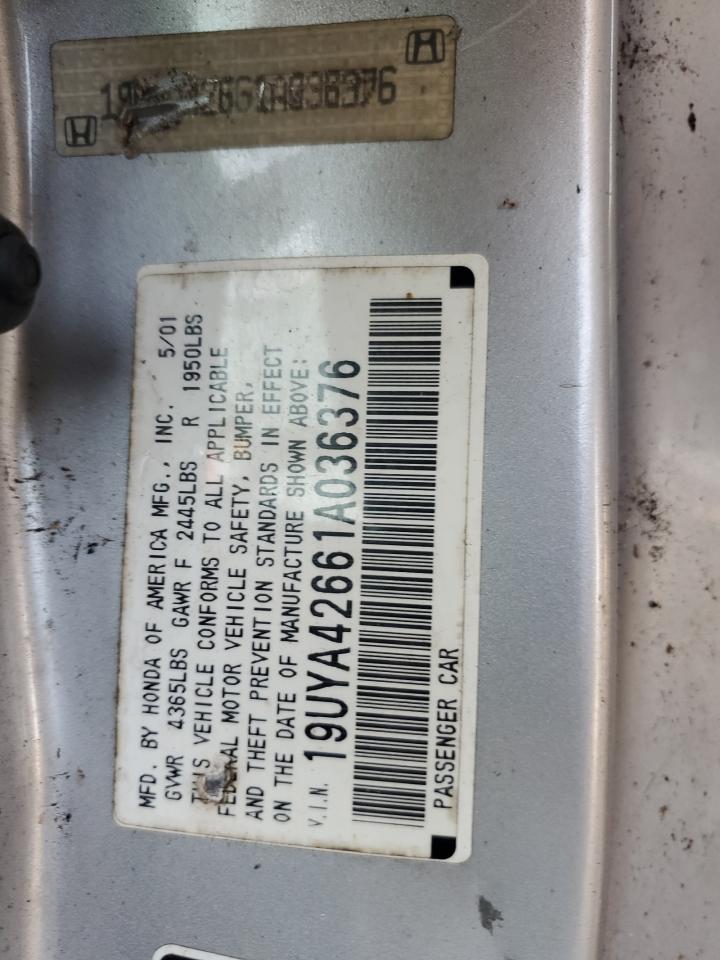 MFD. BY HONDA OF AMERICA MFG., INC. 5/01
GVWR 4365LBS GAWR F 2445LBS R 1950LBS
THIS VEHICLE CONFORMS TO ALL APPLICABLE
FEDERAL MOTOR VEHICLE SAFETY, BUMPER,
AND THEFT PREVENTION STANDARDS IN EFFECT
ON THE DATE OF MANUFACTURE SHOWN ABOVE:
V.I.N. 19UYA42661A036376
PASSENGER CAR